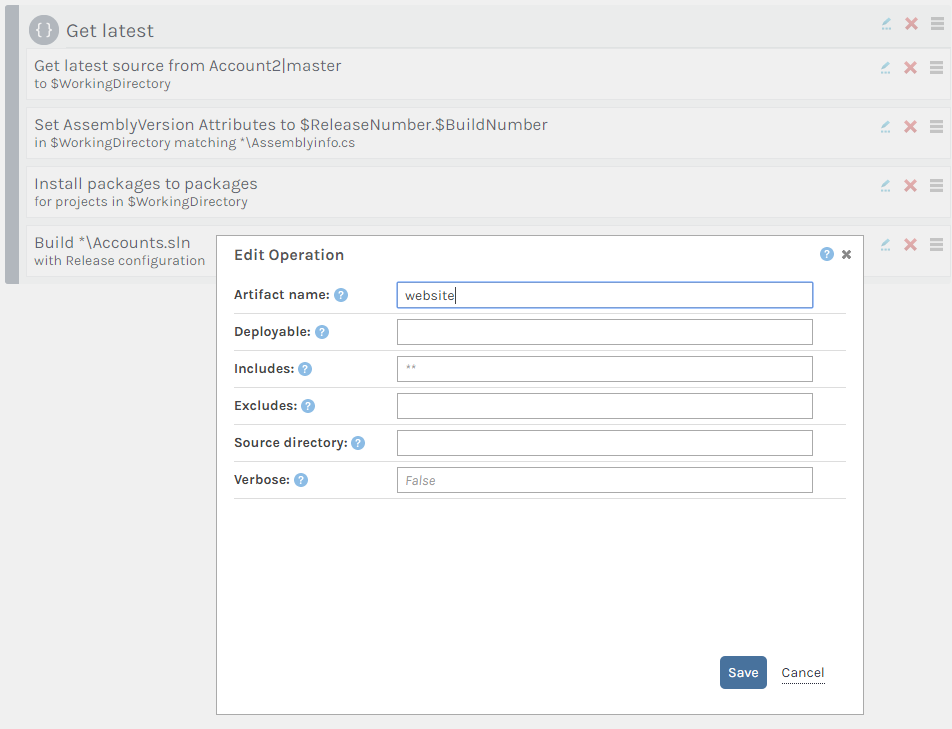 { } Get latest
Get latest source from Account2|master
to $WorkingDirectory
Set AssemblyVersion Attributes to $ReleaseNumber.$BuildNumber
in $WorkingDirectory matching *\Assemblyinfo.cs
Install packages to packages
for projects in $WorkingDirectory
Build *\Accounts.sln
with Release configuration
Edit Operation ? ×
Artifact name: ? website
Deployable: ?
Includes: ? **
Excludes: ?
Source directory: ?
Verbose: ? False
Save Cancel